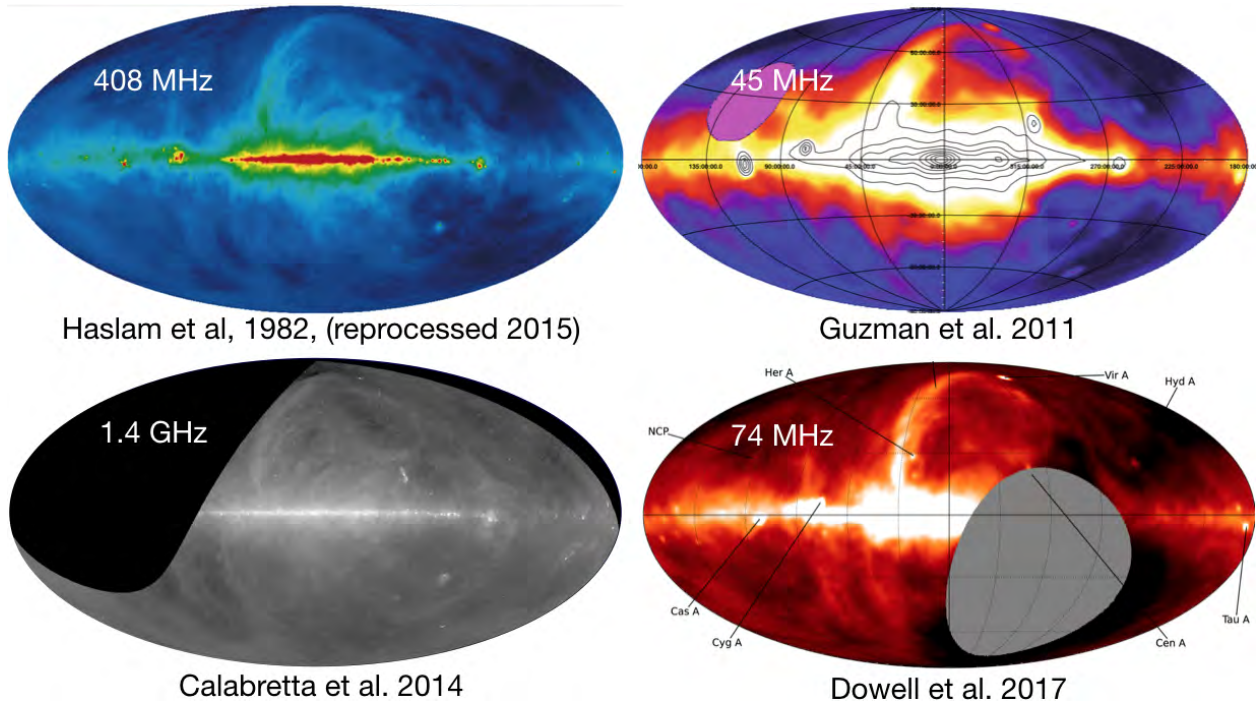 408 MHz
45 MHz
Haslam et al, 1982, (reprocessed 2015)
Guzman et al. 2011
1.4 GHz
74 MHz
Her A
Vir A
Hyd A
NCP
Cas A
Cyg A
Cen A
Tau A
Calabretta et al. 2014
Dowell et al. 2017